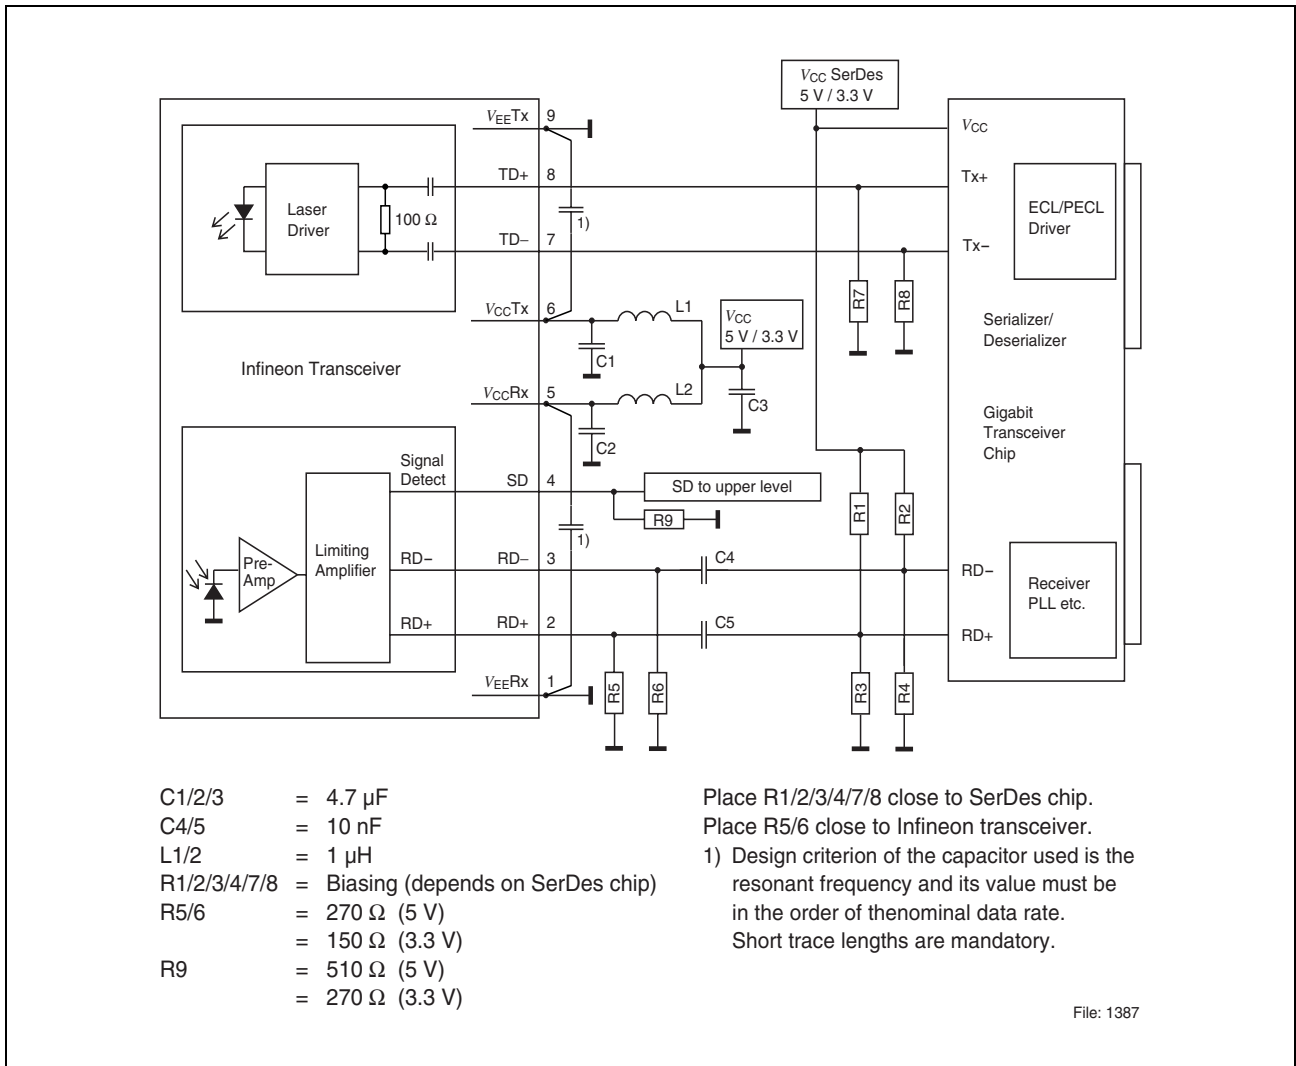 VCC SerDes
5 V / 3.3 V
VEETx 9
VCC
TD+ 8
Tx+
Laser
Driver
100 Ω
1)
ECL/PECL
Driver
TD− 7
Tx−
VCCTx 6
L1
VCC
5 V / 3.3 V
R7
R8
C1
Serializer/
Deserializer
Infineon Transceiver
VCCRx 5
L2
C3
C2
Gigabit
Transceiver
Chip
Signal
Detect
SD 4
SD to upper level
R9
R1
R2
1)
Pre-
Amp
Limiting
Amplifier
RD−
RD− 3
C4
RD−
Receiver
PLL etc.
RD+
RD+ 2
C5
RD+
VEERx 1
R5
R6
R3
R4
C1/2/3 = 4.7 µF
C4/5 = 10 nF
L1/2 = 1 µH
R1/2/3/4/7/8 = Biasing (depends on SerDes chip)
R5/6 = 270 Ω (5 V)
= 150 Ω (3.3 V)
R9 = 510 Ω (5 V)
= 270 Ω (3.3 V)
Place R1/2/3/4/7/8 close to SerDes chip.
Place R5/6 close to Infineon transceiver.
1) Design criterion of the capacitor used is the
resonant frequency and its value must be
in the order of thenominal data rate.
Short trace lengths are mandatory.
File: 1387